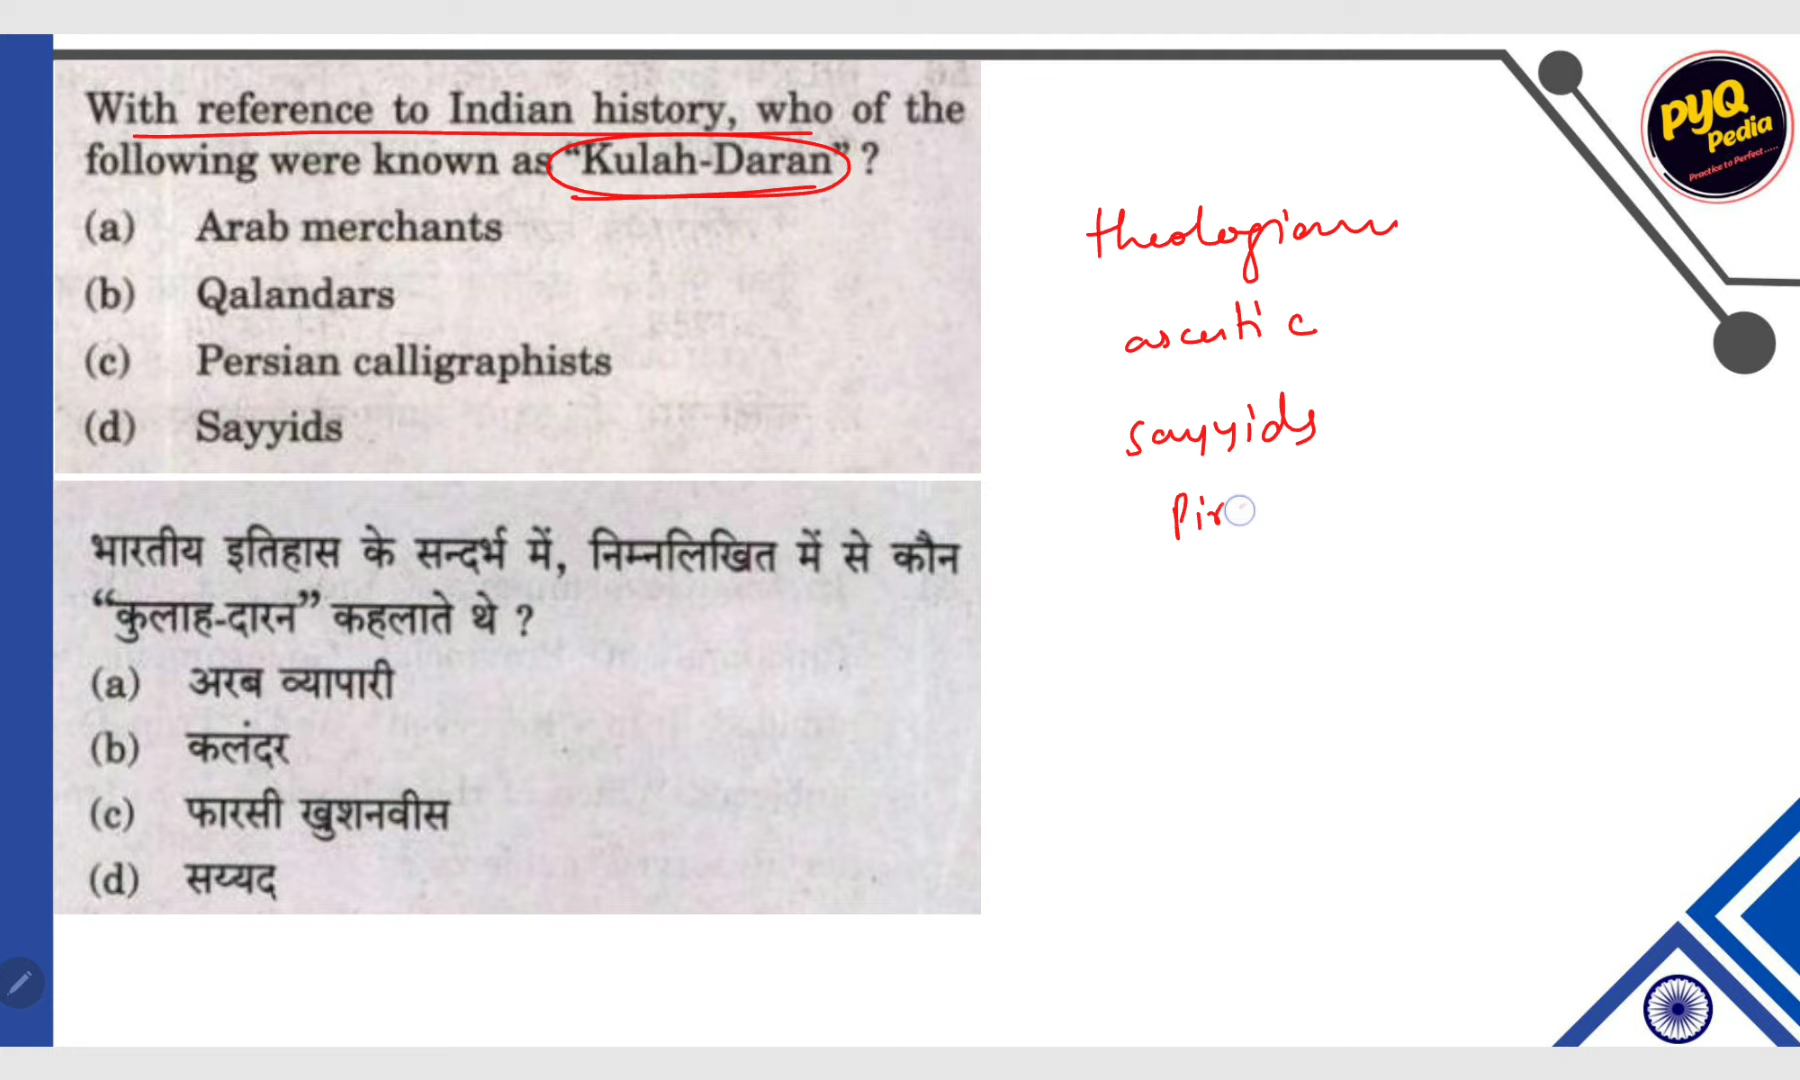 With reference to Indian history, who of the
following were known as "Kulah-Daran" ?
(a) Arab merchants
(b) Qalandars
(c) Persian calligraphists
(d) Sayyids
भारतीय इतिहास के सन्दर्भ में, निम्नलिखित में से कौन
“कुलाह-दारन” कहलाते थे ?
(a) अरब व्यापारी
(b) कलंदर
(c) फारसी खुशनवीस
(d) सय्यद
PYQ
Pedia
Practice to Perfect.....
sayyids
Pir